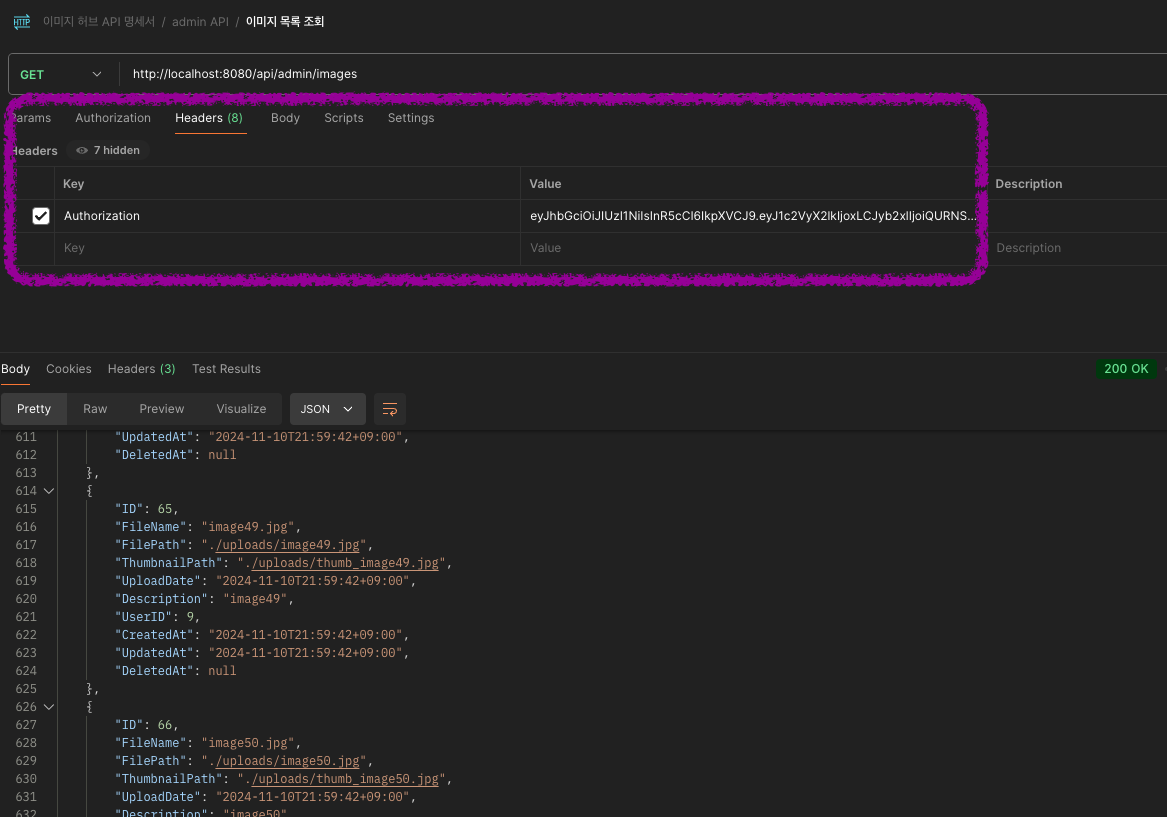 HTTP 이미지 허브 API 명세서 / admin API / 이미지 목록 조회
GET http://localhost:8080/api/admin/images
Params Authorization Headers (8) Body Scripts Settings
Headers 7 hidden
Key Value Description
Authorization
Key Value Description
Body Cookies Headers (3) Test Results 200 OK
Pretty Raw Preview Visualize JSON
611 "UpdatedAt": "2024-11-10T21:59:42+09:00",
612 "DeletedAt": null
613 },
614 {
615 "ID": 65,
616 "FileName": "image49.jpg",
617 "FilePath": "./uploads/image49.jpg",
618 "ThumbnailPath": "./uploads/thumb_image49.jpg",
619 "UploadDate": "2024-11-10T21:59:42+09:00",
620 "Description": "image49",
621 "UserID": 9,
622 "CreatedAt": "2024-11-10T21:59:42+09:00",
623 "UpdatedAt": "2024-11-10T21:59:42+09:00",
624 "DeletedAt": null
625 },
626 {
627 "ID": 66,
628 "FileName": "image50.jpg",
629 "FilePath": "./uploads/image50.jpg",
630 "ThumbnailPath": "./uploads/thumb_image50.jpg",
631 "UploadDate": "2024-11-10T21:59:42+09:00",
632 "Description": "image50"